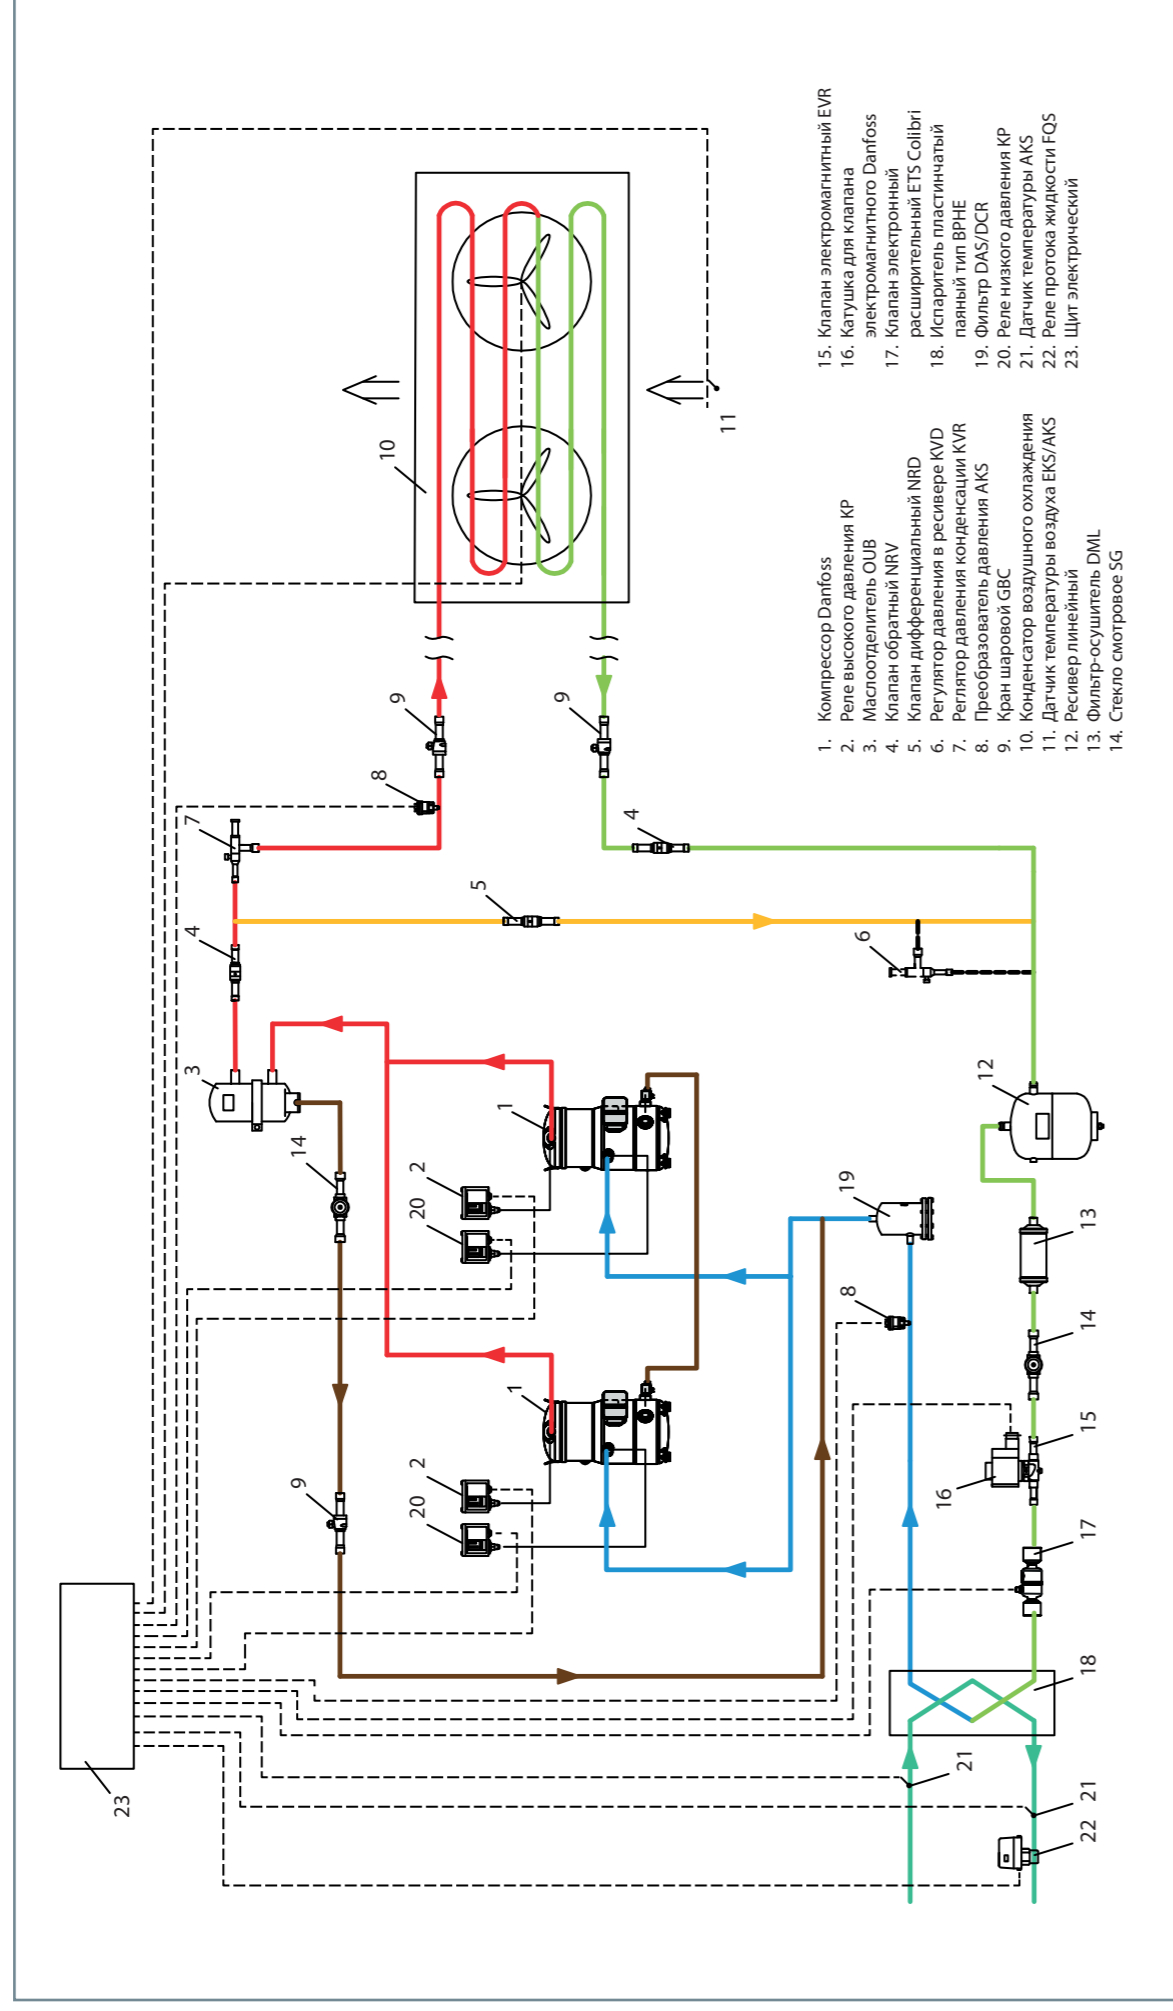 23
3
4
7
9
14
8
10
9
20
2
20
2
5
1
1
9
4
11
8
19
6
16
21
12
22
21
18
17
15
14
13
1. Компрессор Danfoss
2. Реле высокого давления KP
3. Маслоотделитель OUB
4. Клапан обратный NRV
5. Клапан дифференциальный NRD
6. Регулятор давления в ресивере KVD
7. Реглятор давления конденсации KVR
8. Преобразователь давления AKS
9. Кран шаровой GBC
10. Конденсатор воздушного охлаждения
11. Датчик температуры воздуха EKS/AKS
12. Ресивер линейный
13. Фильтр-осушитель DML
14. Стекло смотровое SG
15. Клапан электромагнитный EVR
16. Катушка для клапана
электромагнитного Danfoss
17. Клапан электронный
расширительный ETS Colibri
18. Испаритель пластинчатый
паяный тип BPHE
19. Фильтр DAS/DCR
20. Реле низкого давления KP
21. Датчик температуры AKS
22. Реле протока жидкости FQS
23. Щит электрический